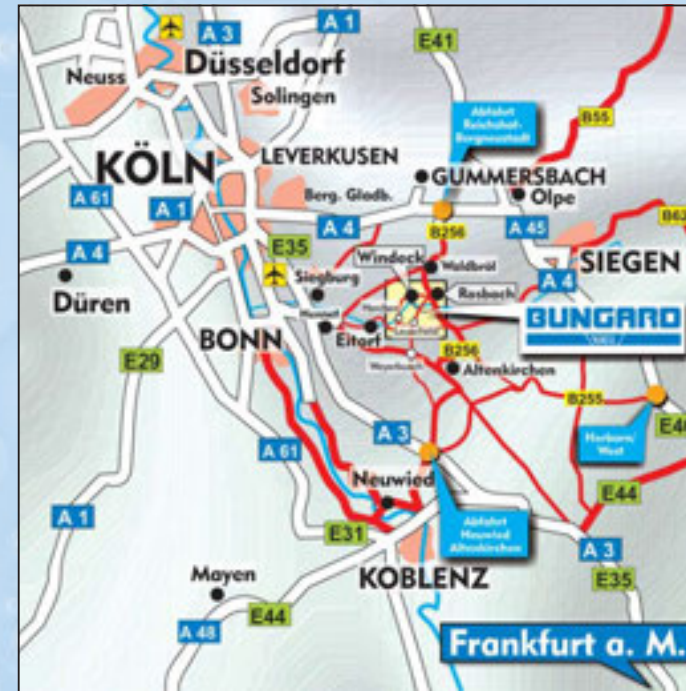 A 1
A 3
E41
Neuss
Düsseldorf
Solingen
B55
Abfahrt
Reichshof-
Bergneustadt
LEVERKUSEN
KÖLN
GUMMERSBACH
Olpe
A 61
Berg. Gladb.
A 1
A 4
B256
A 45
B62
A 4
E35
Windeck
Waldbröl
A 4
SIEGEN
Düren
Siegburg
Rosbach
Hennef
BUNGARD
BONN
Eitorf
B256
E29
Weyerbusch
Altenkirchen
B255
A 3
Herborn/
West
A 61
Neuwied
E44
A 1
E31
Abfahrt
Neuwied
Altenkirchen
A 3
Mayen
KOBLENZ
E35
E44
A 48
Frankfurt a. M.